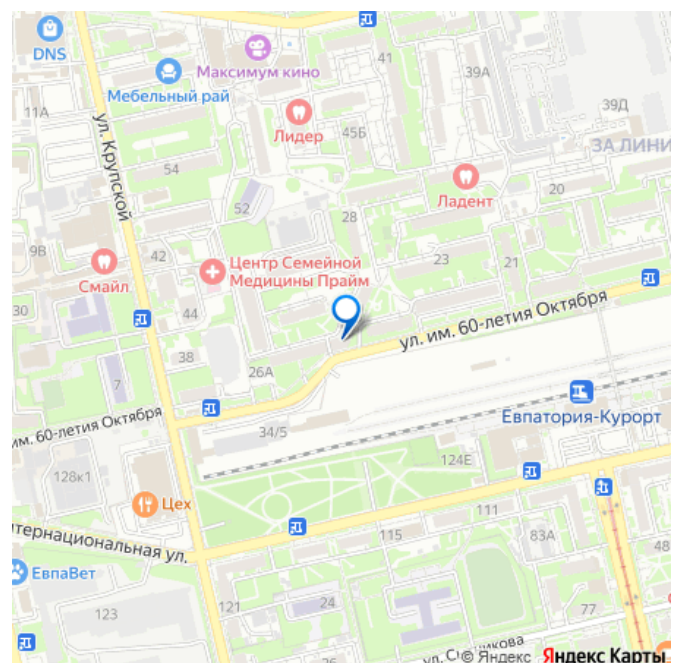 DNS
Максимум кино
Мебельный рай
41
39А
11А
39Д
ул. Крупской
Лидер
45Б
ЗА ЛИНИ
54
Ладент
20
52
28
9В
42
Центр Семейной
Медицины Прайм
23
21
Смайл
30
44
ул. им. 60-летия Октября
38
26А
7
Евпатория-Курорт
им. 60-летия Октября
34/5
124Е
128к1
Цех
111
тернациональная ул.
115
83А
48
ЕвпаВет
123
121
24
77
26
© Яндекс
Яндекс Карты